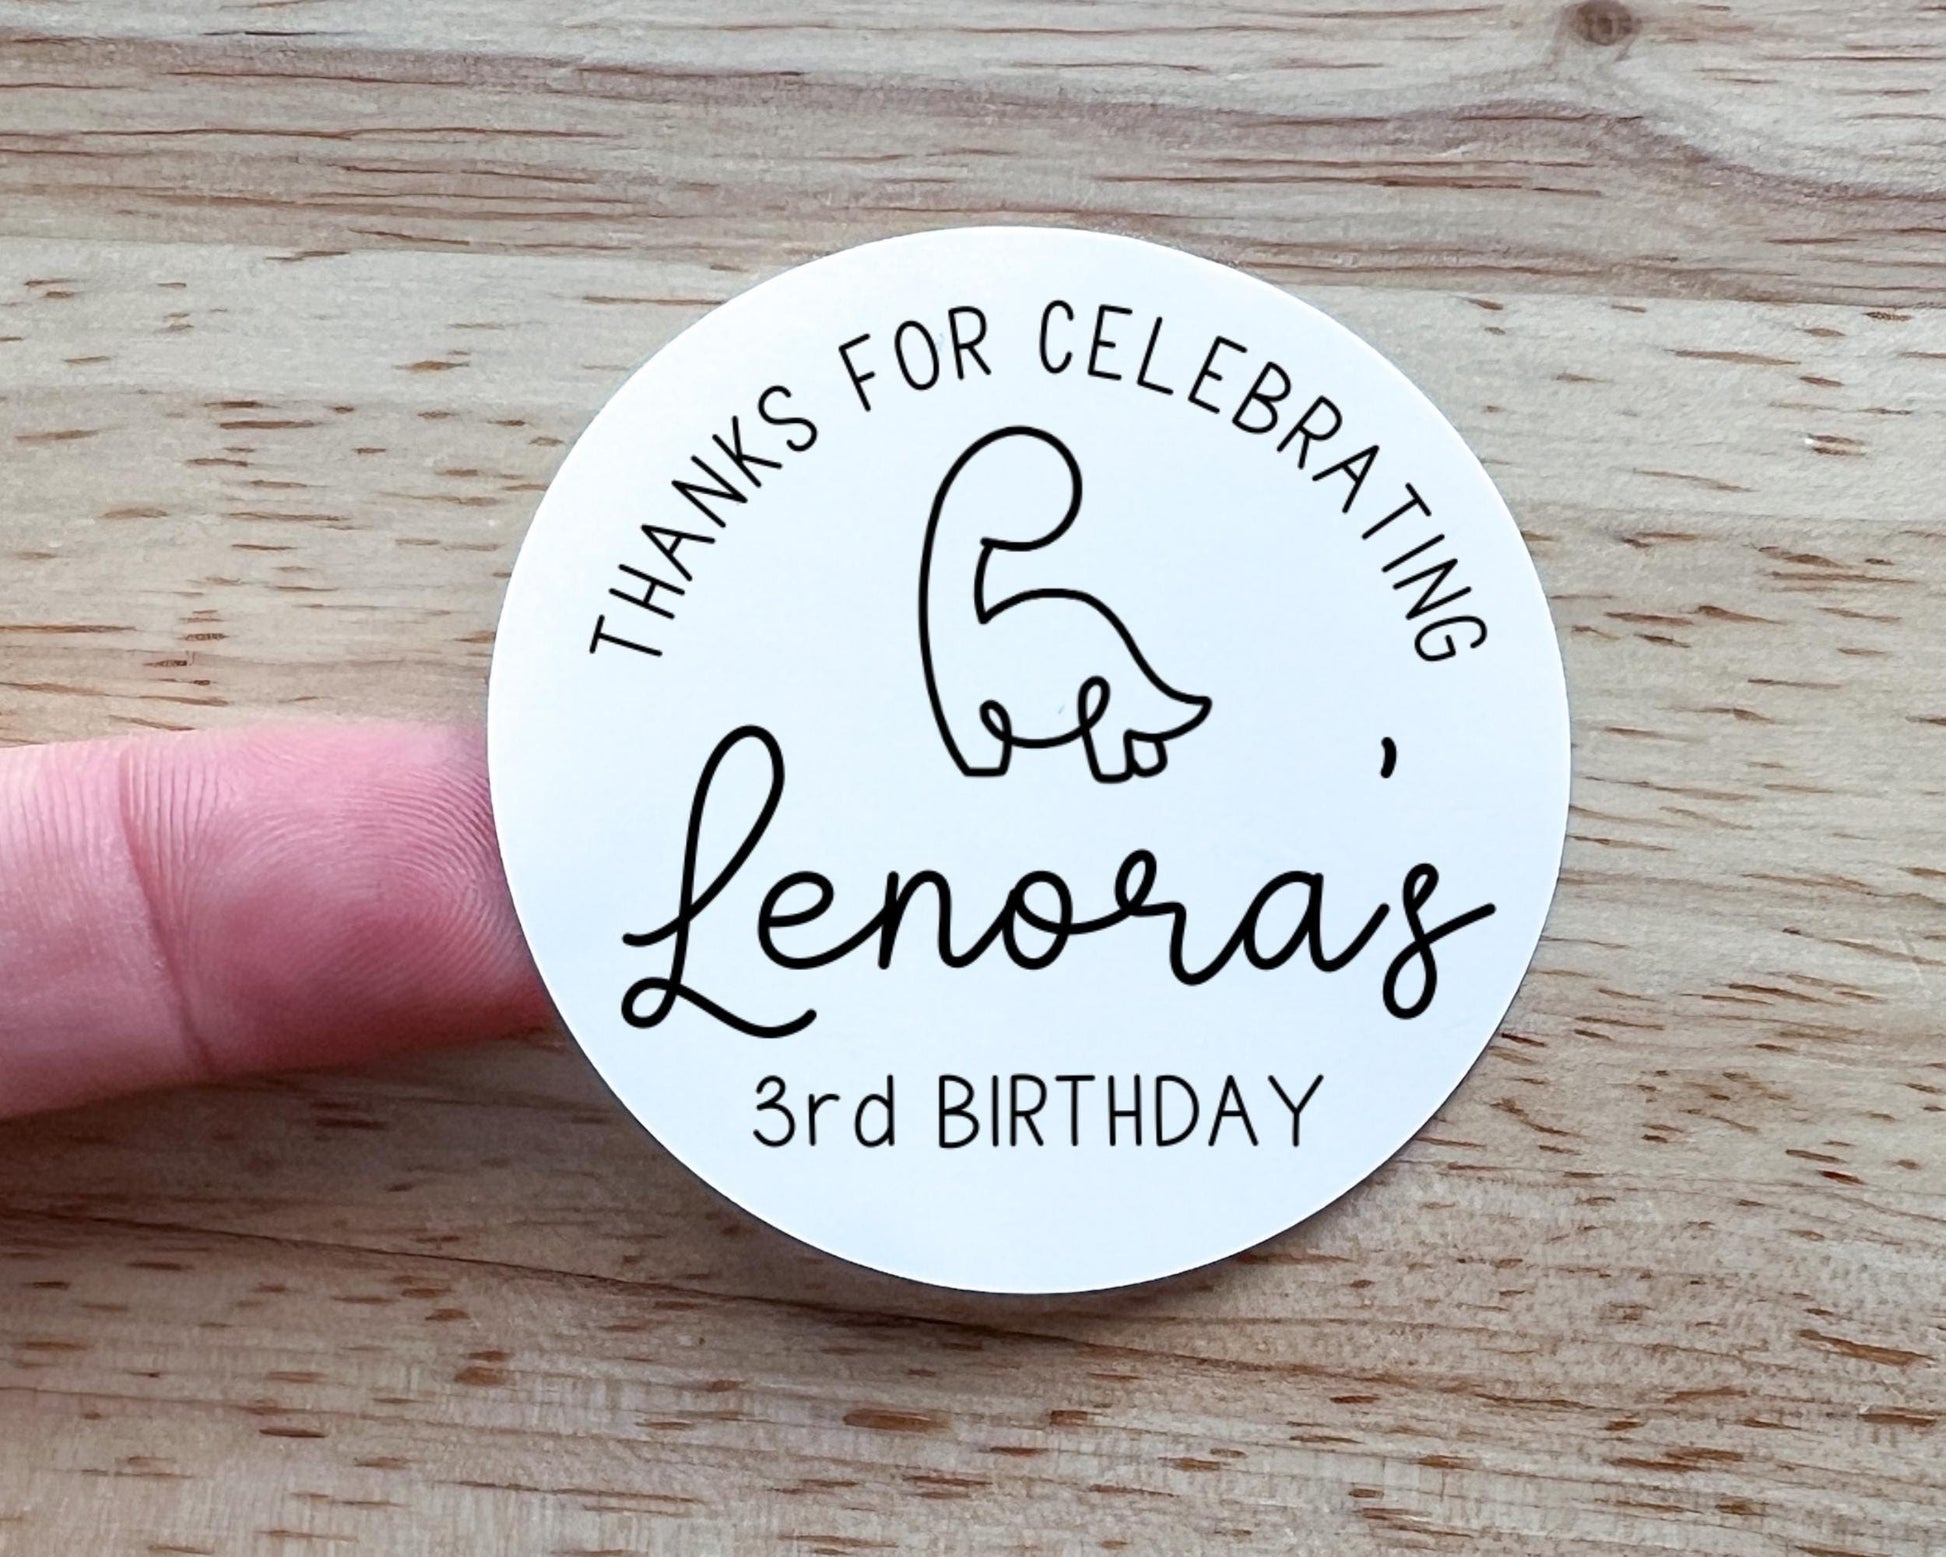 THANKS FOR CELEBRATING
Lenora's
3rd BIRTHDAY